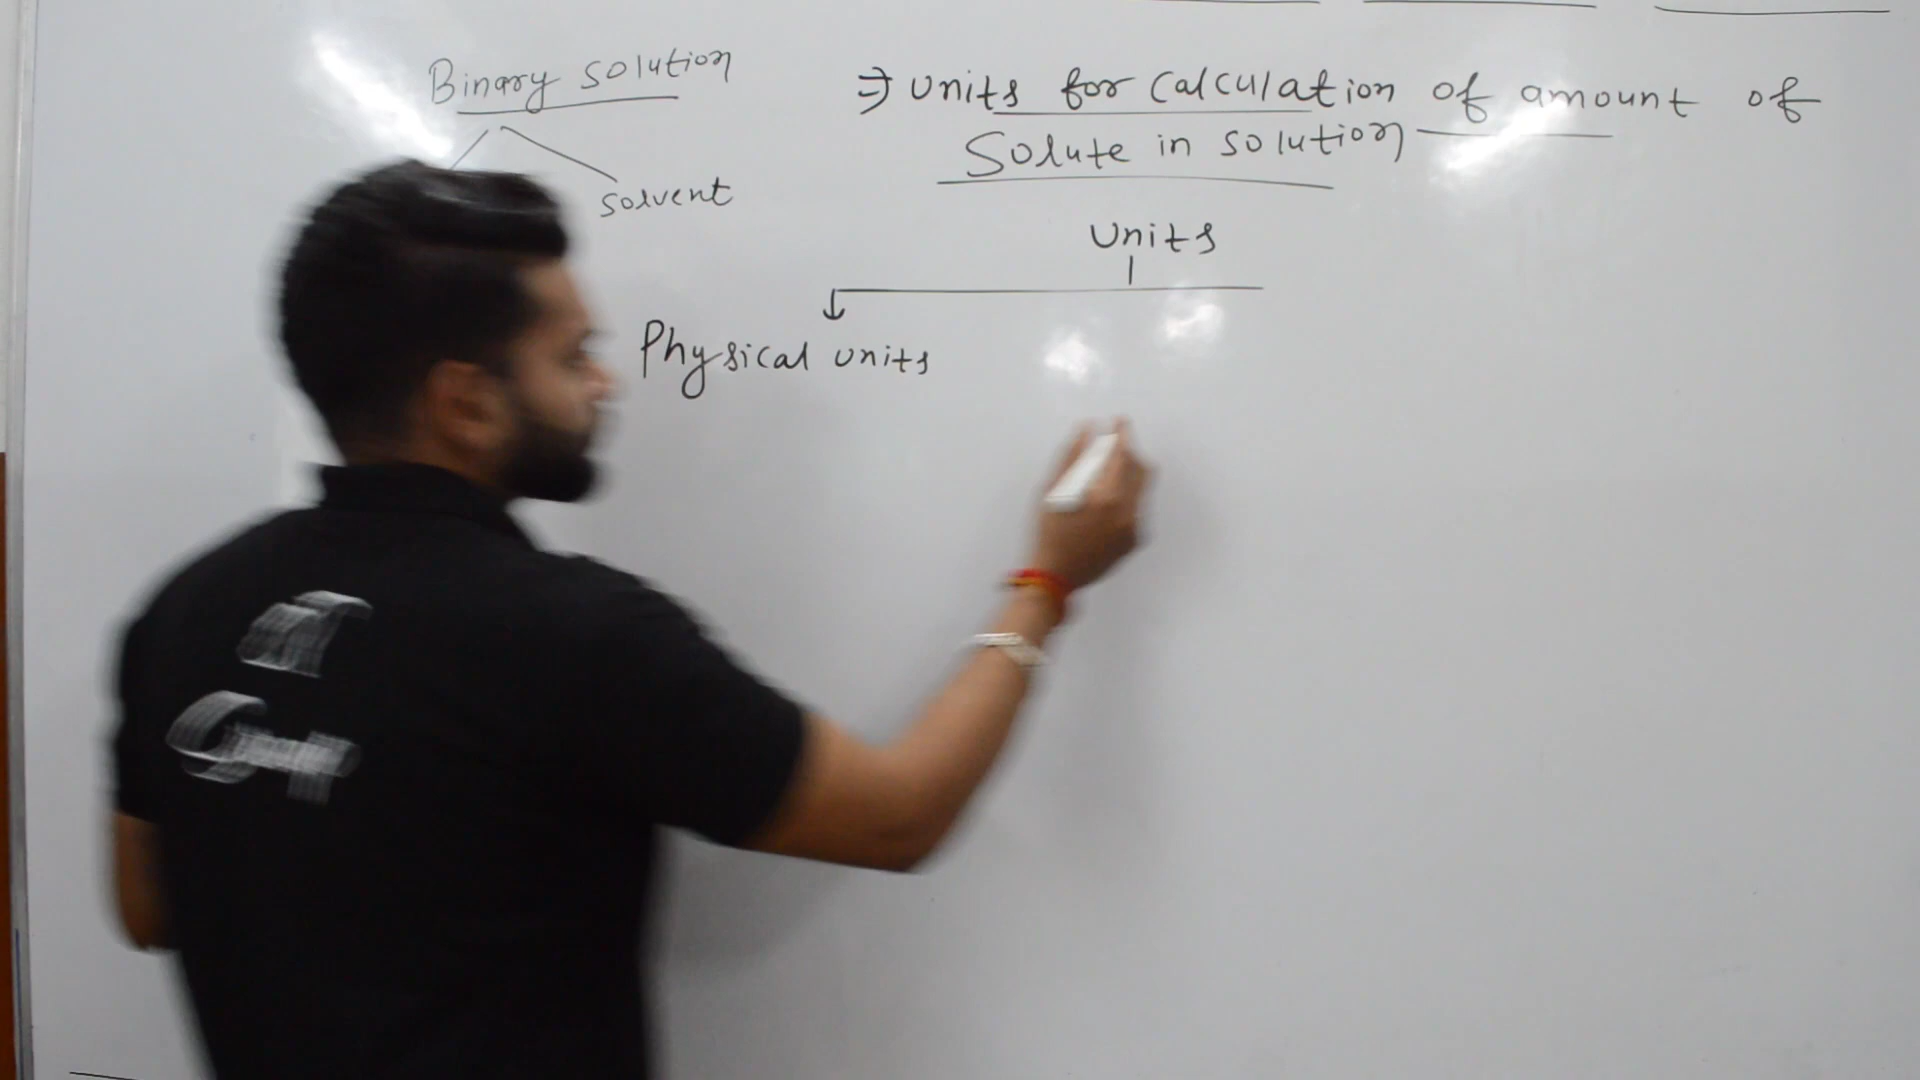 Binary solution
solvent
⇒ Units for calculation of amount of
Solute in solution
Units
Physical units